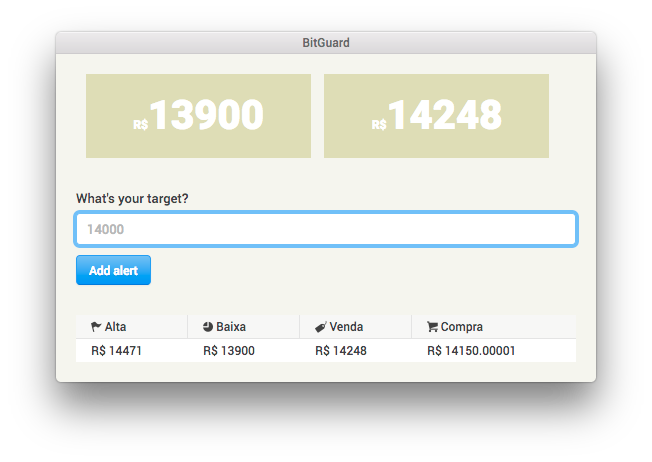 BitGuard
R$13900 R$14248
What's your target?
14000
Add alert
Alta Baixa Venda Compra
R$ 14471 R$ 13900 R$ 14248 R$ 14150.00001